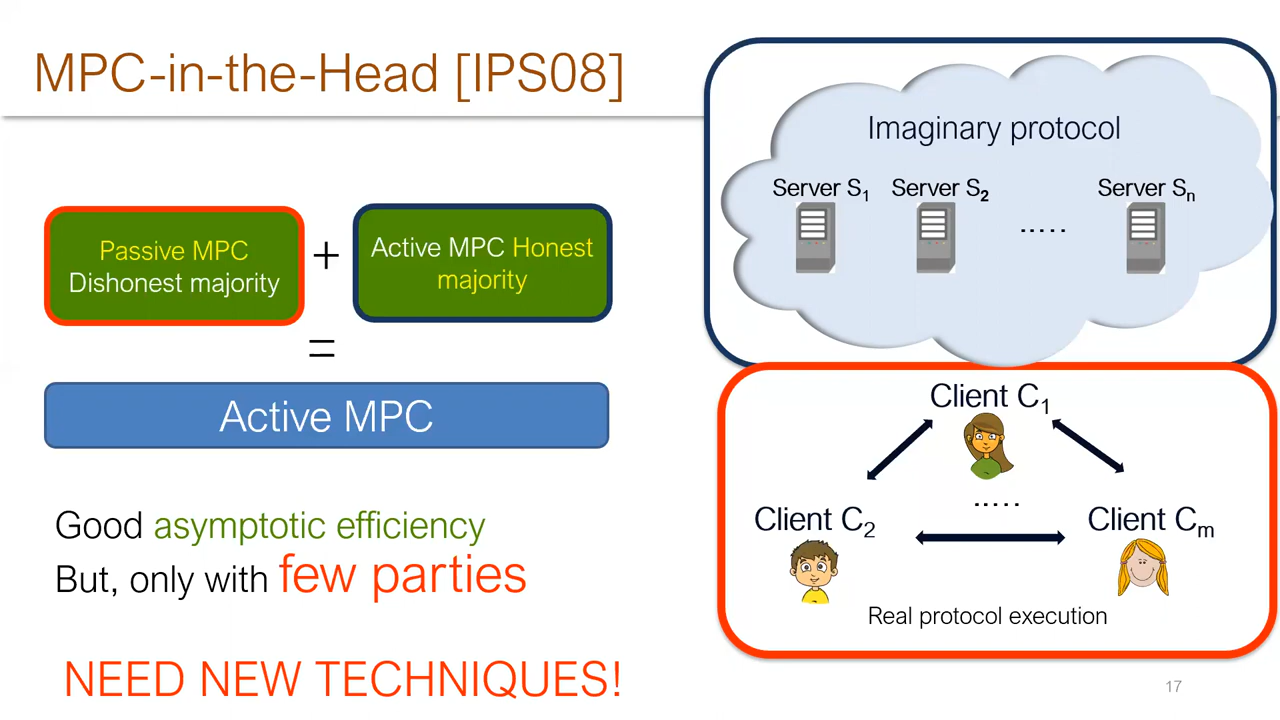 MPC-in-the-Head [IPS08]
Passive MPC
Dishonest majority
+
Active MPC Honest
majority
=
Active MPC
Good asymptotic efficiency
But, only with few parties
NEED NEW TECHNIQUES!
Imaginary protocol
Server S1 Server S2 ..... Server Sn
Client C1
.....
Client C2 Client Cm
Real protocol execution
17